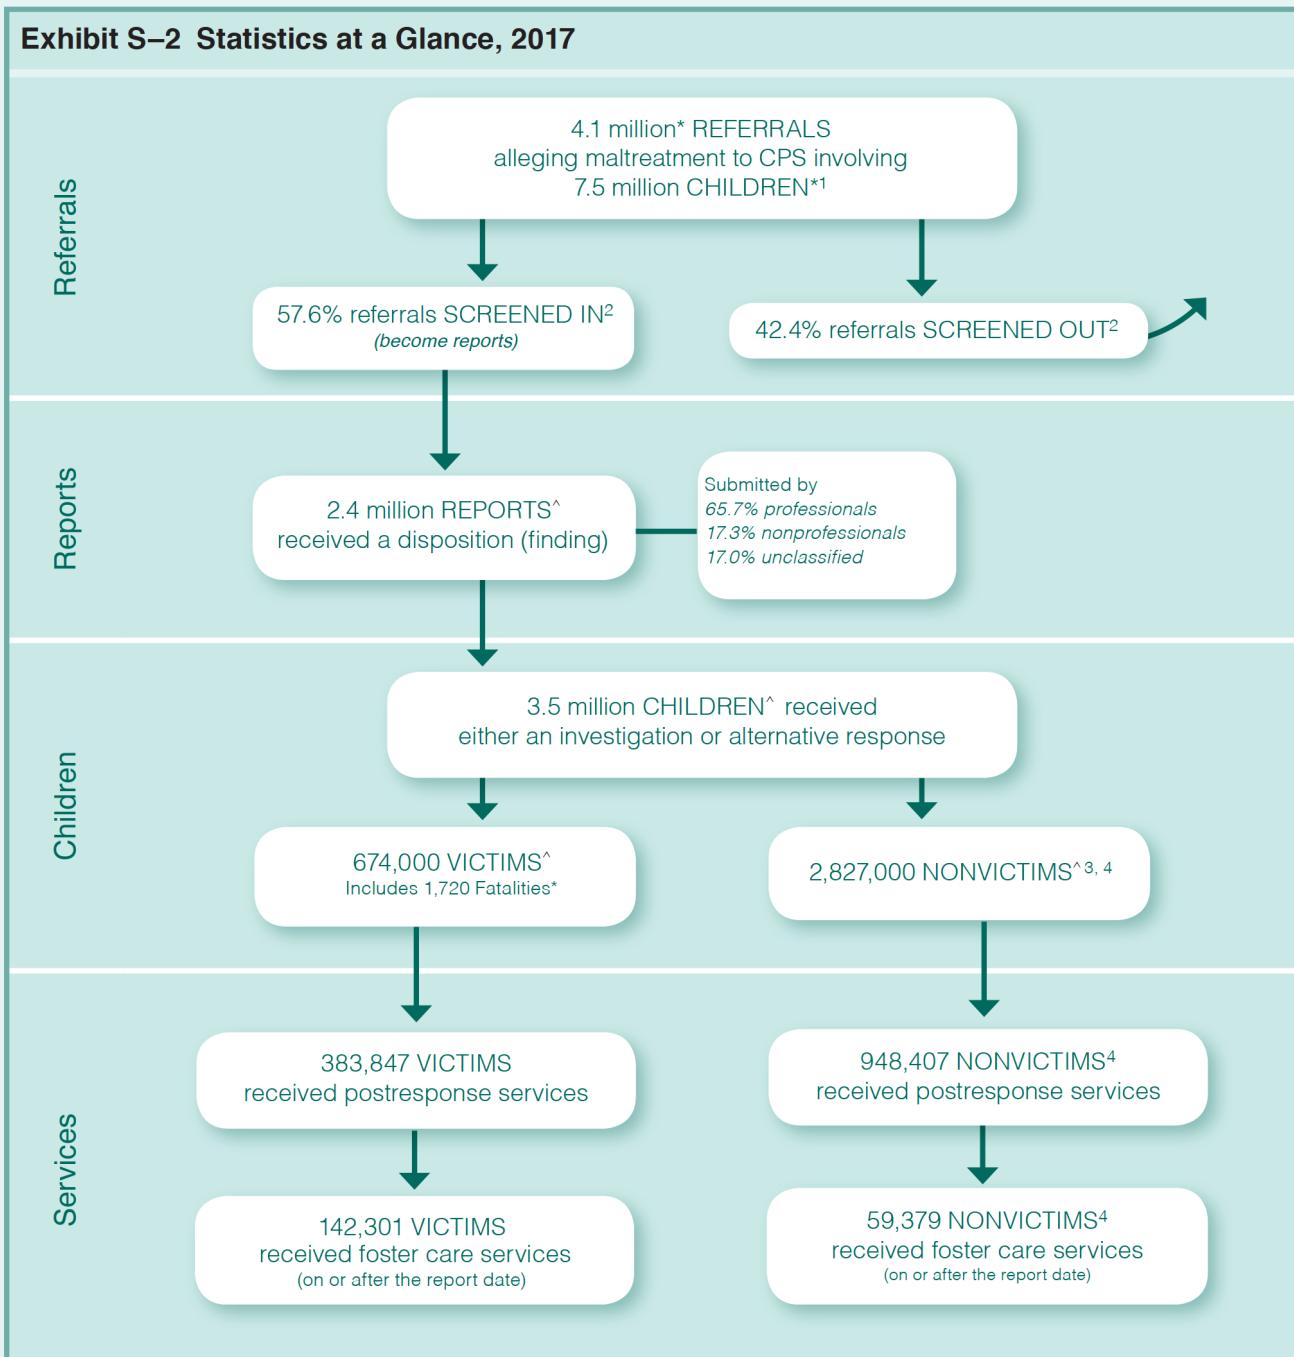 Exhibit S–2 Statistics at a Glance, 2017
Referrals
4.1 million* REFERRALS
alleging maltreatment to CPS involving
7.5 million CHILDREN*1
57.6% referrals SCREENED IN2
(become reports)
42.4% referrals SCREENED OUT2
Reports
2.4 million REPORTS^
received a disposition (finding)
Submitted by
65.7% professionals
17.3% nonprofessionals
17.0% unclassified
Children
3.5 million CHILDREN^ received
either an investigation or alternative response
674,000 VICTIMS^
Includes 1,720 Fatalities*
2,827,000 NONVICTIMS^ 3, 4
Services
383,847 VICTIMS
received postresponse services
948,407 NONVICTIMS4
received postresponse services
142,301 VICTIMS
received foster care services
(on or after the report date)
59,379 NONVICTIMS4
received foster care services
(on or after the report date)